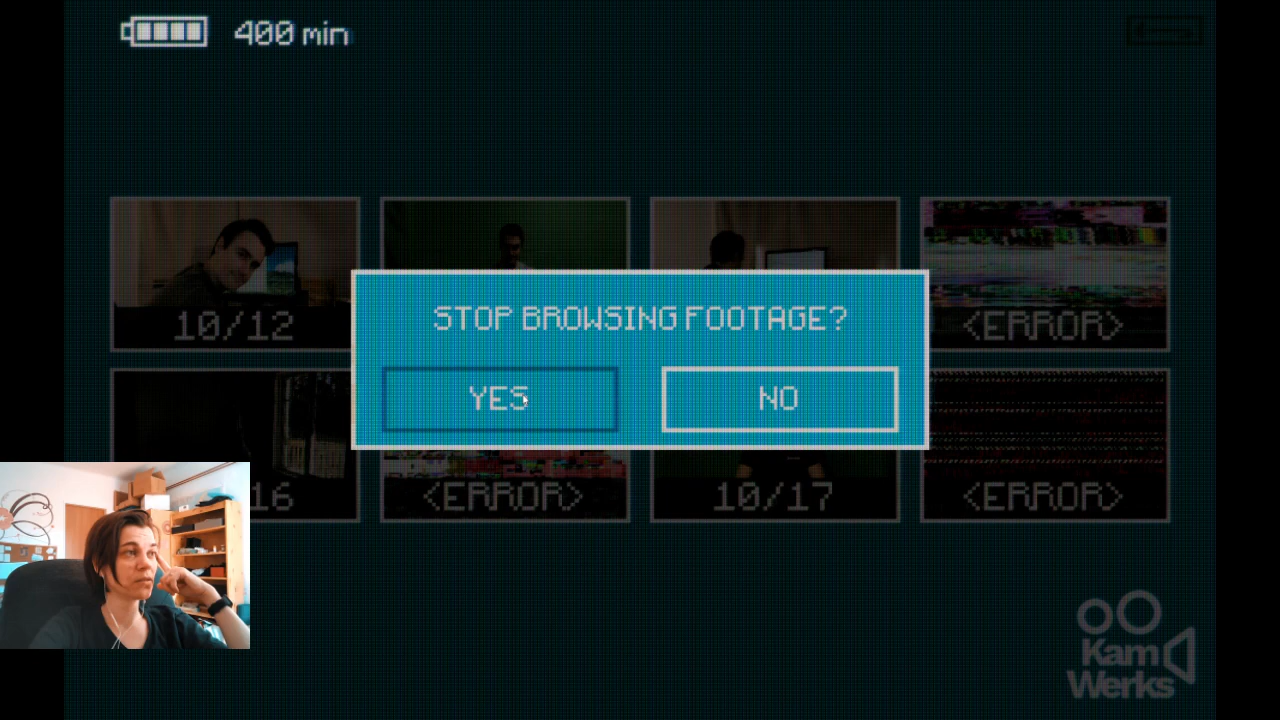 400 min
10/12
<ERROR>
STOP BROWSING FOOTAGE?
YES
NO
16
<ERROR>
10/17
<ERROR>
Kam
Werks